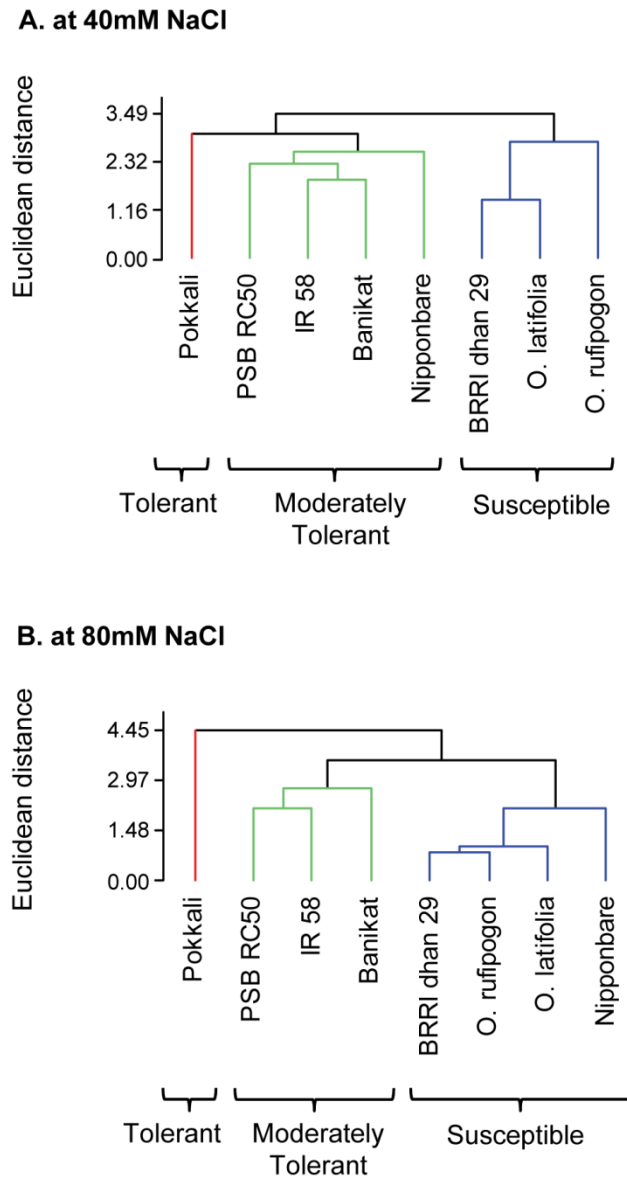 A. at 40mM NaCl
Euclidean distance
3.49
2.32
1.16
0.00
Pokkali
PSB RC50
IR 58
Banikat
Nipponbare
BRRI dhan 29
O. latifolia
O. rufipogon
Tolerant
Moderately
Tolerant
Susceptible
B. at 80mM NaCl
Euclidean distance
4.45
2.97
1.48
0.00
Pokkali
PSB RC50
IR 58
Banikat
BRRI dhan 29
O. rufipogon
O. latifolia
Nipponbare
Tolerant
Moderately
Tolerant
Susceptible